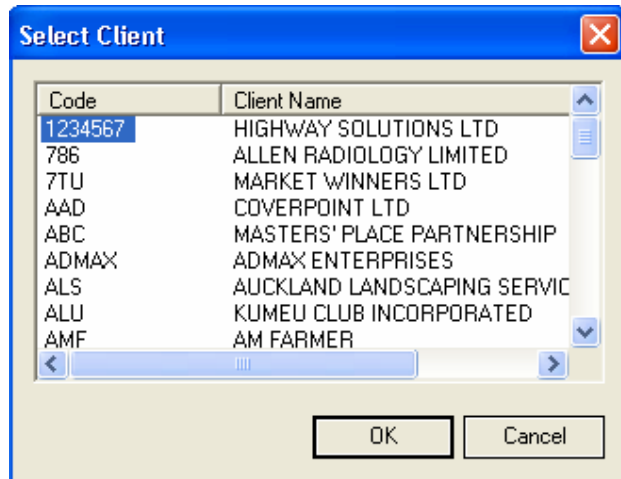 Select Client
Code Client Name
1234567 HIGHWAY SOLUTIONS LTD
786 ALLEN RADIOLOGY LIMITED
7TU MARKET WINNERS LTD
AAD COVERPOINT LTD
ABC MASTERS' PLACE PARTNERSHIP
ADMAX ADMAX ENTERPRISES
ALS AUCKLAND LANDSCAPING SERVIC
ALU KUMEU CLUB INCORPORATED
AMF AM FARMER
OK Cancel